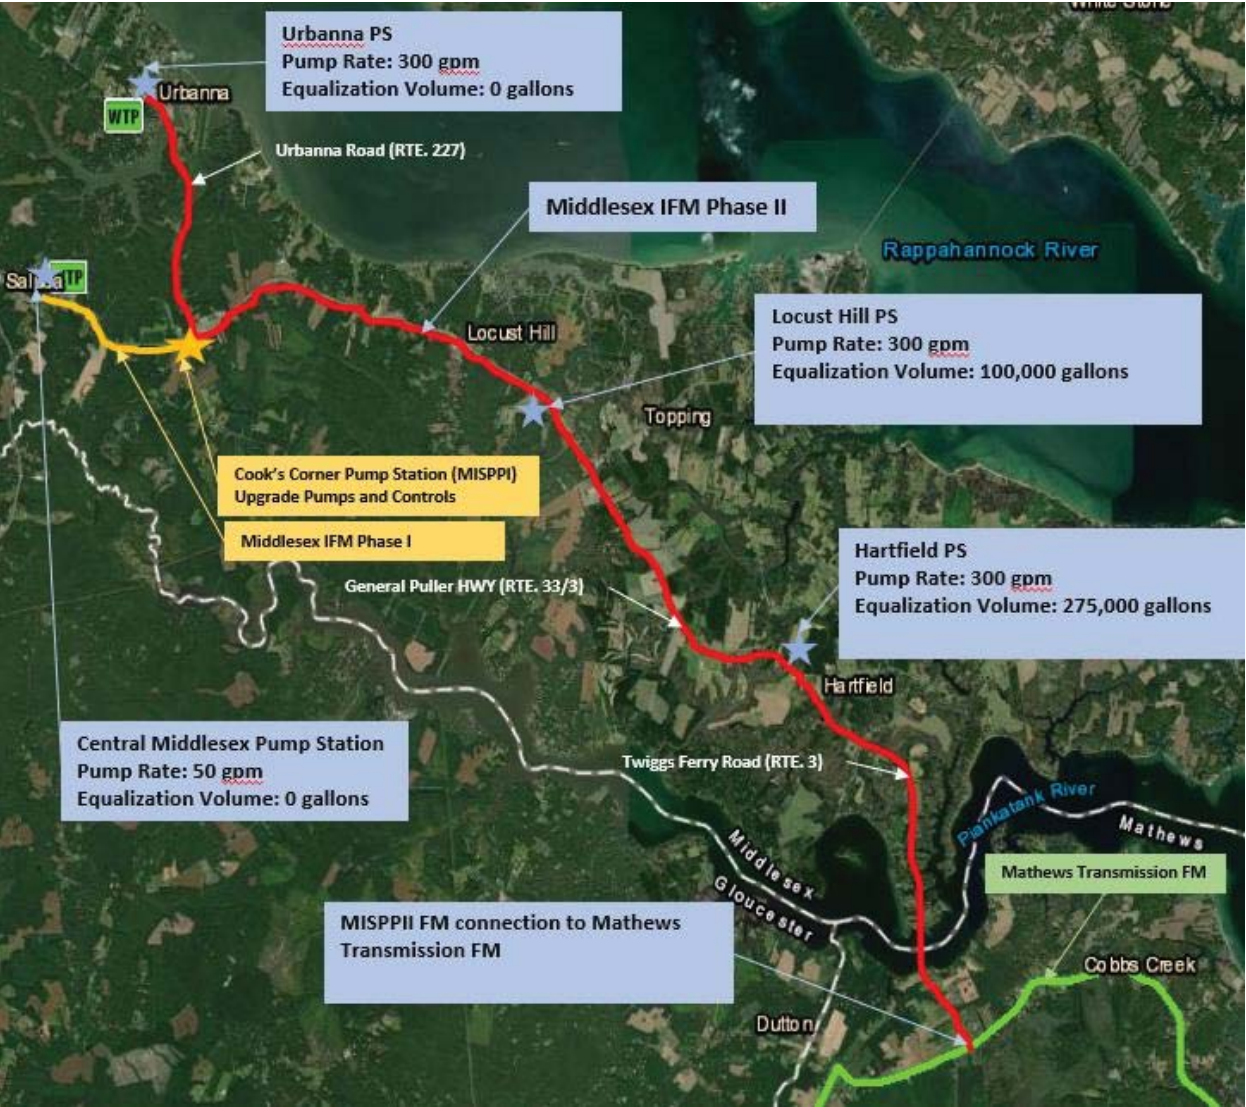 White Stone
Urbanna PS
Pump Rate: 300 gpm
Equalization Volume: 0 gallons
Urbanna
WTP
Urbanna Road (RTE. 227)
Middlesex IFM Phase II
Rappahannock River
TP
Locust Hill PS
Pump Rate: 300 gpm
Equalization Volume: 100,000 gallons
Locust Hill
Topping
Cook's Corner Pump Station (MISPPI)
Upgrade Pumps and Controls
Middlesex IFM Phase I
Hartfield PS
Pump Rate: 300 gpm
Equalization Volume: 275,000 gallons
General Puller HWY (RTE. 33/3)
Hartfield
Central Middlesex Pump Station
Pump Rate: 50 gpm
Equalization Volume: 0 gallons
Twiggs Ferry Road (RTE. 3)
Piankatank River
Mathews
Middlesex
Gloucester
Mathews Transmission FM
MISPPII FM connection to Mathews
Transmission FM
Cobbs Creek
Dutton